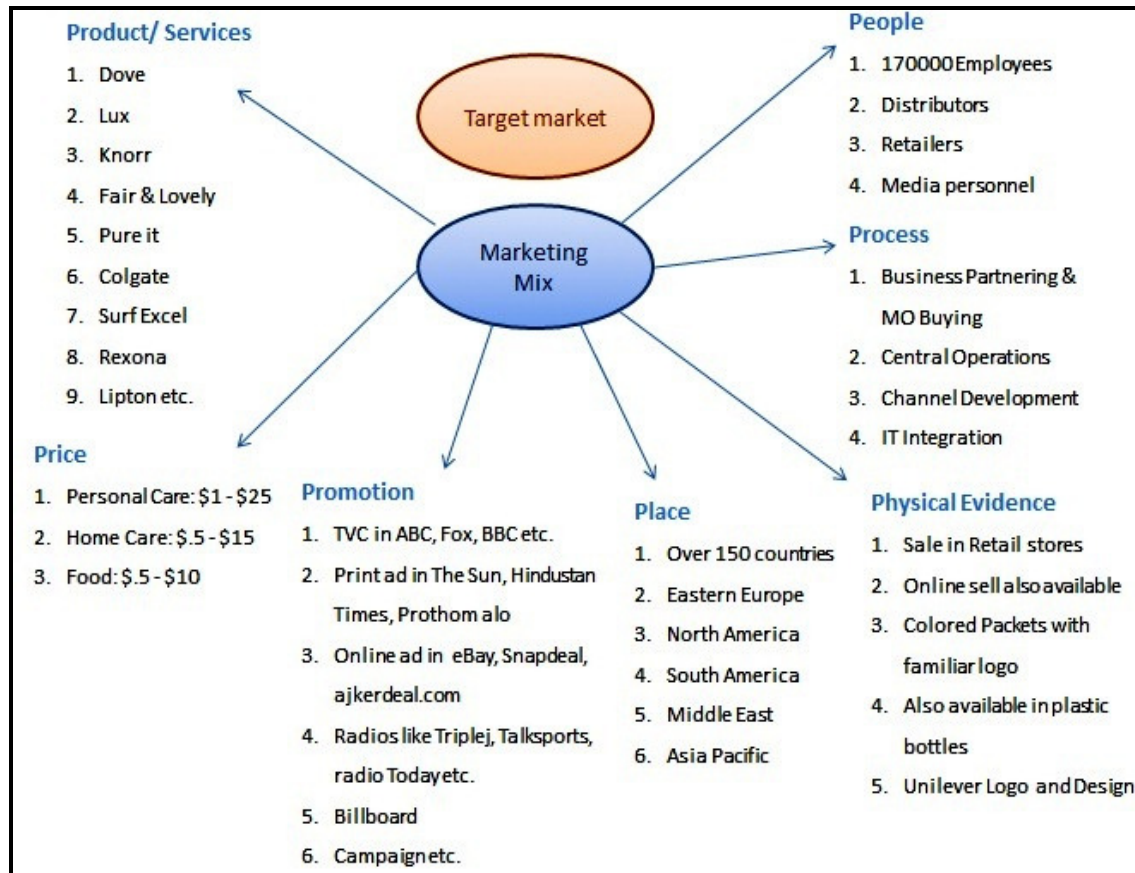 Product/ Services
1. Dove
2. Lux
3. Knorr
4. Fair & Lovely
5. Pure it
6. Colgate
7. Surf Excel
8. Rexona
9. Lipton etc.
Target market
Marketing
Mix
People
1. 170000 Employees
2. Distributors
3. Retailers
4. Media personnel
Process
1. Business Partnering &
MO Buying
2. Central Operations
3. Channel Development
4. IT Integration
Price
1. Personal Care: $1 - $25
2. Home Care: $.5 - $15
3. Food: $.5 - $10
Promotion
1. TVC in ABC, Fox, BBC etc.
2. Print ad in The Sun, Hindustan
Times, Prothom alo
3. Online ad in eBay, Snapdeal,
ajkerdeal.com
4. Radios like Triplej, Talksports,
radio Today etc.
5. Billboard
6. Campaign etc.
Place
1. Over 150 countries
2. Eastern Europe
3. North America
4. South America
5. Middle East
6. Asia Pacific
Physical Evidence
1. Sale in Retail stores
2. Online sell also available
3. Colored Packets with
familiar logo
4. Also available in plastic
bottles
5. Unilever Logo and Design